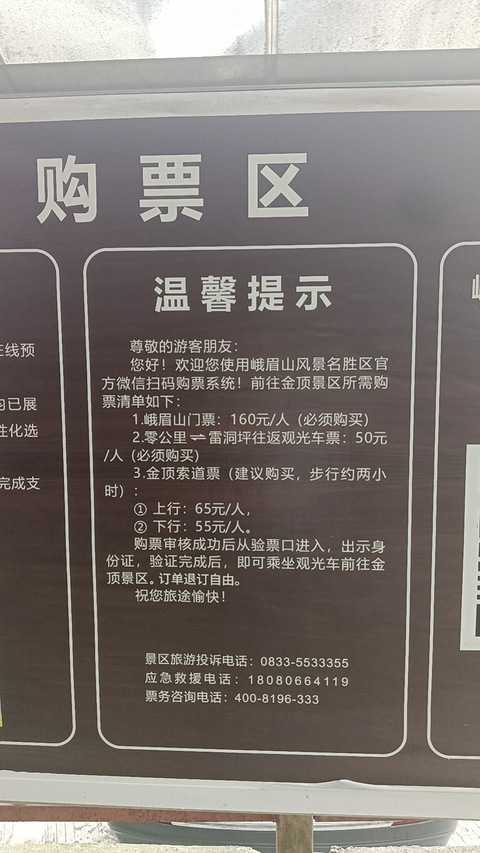 购票区
在线预
均已展
性化选
完成支
温馨提示
尊敬的游客朋友：
您好！欢迎您使用峨眉山风景名胜区官
方微信扫码购票系统！前往金顶景区所需购
票清单如下：
1.峨眉山门票：160元/人（必须购买）
2.零公里⇌雷洞坪往返观光车票：50元
/人（必须购买）
3.金顶索道票（建议购买，步行约两小
时）：
① 上行：65元/人，
② 下行：55元/人。
购票审核成功后从验票口进入，出示身
份证，验证完成后，即可乘坐观光车前往金
顶景区。订单退订自由。
祝您旅途愉快！
景区旅游投诉电话：0833-5533355
应急救援电话：18080664119
票务咨询电话：400-8196-333